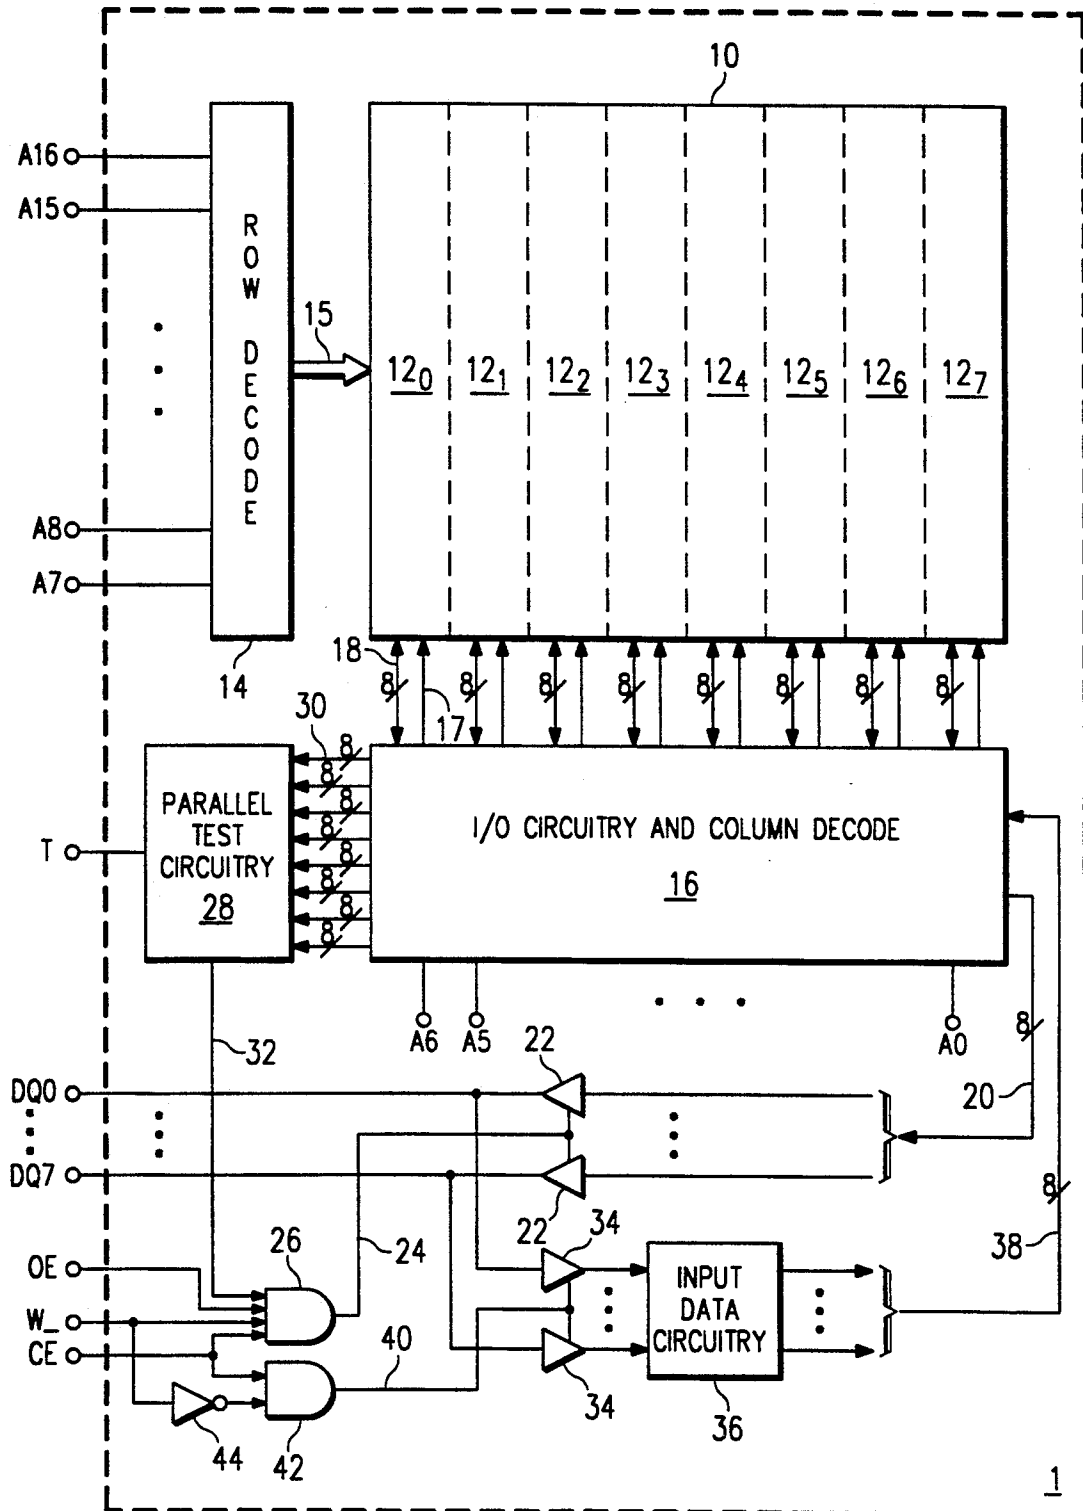 10
A16
A15
ROW DECODE
15
12₀ 12₁ 12₂ 12₃ 12₄ 12₅ 12₆ 12₇
A8
A7
14
18
8 8 8 8 8 8 8 8
17
30
8
8
8
8
8
8
8
8
PARALLEL
TEST
CIRCUITRY
28
T
I/O CIRCUITRY AND COLUMN DECODE
16
A6 A5 A0
32
22
8
20
DQ0
DQ7
22
34
24
26
8
38
OE
W_
CE
INPUT
DATA
CIRCUITRY
40
34
36
44
42
1